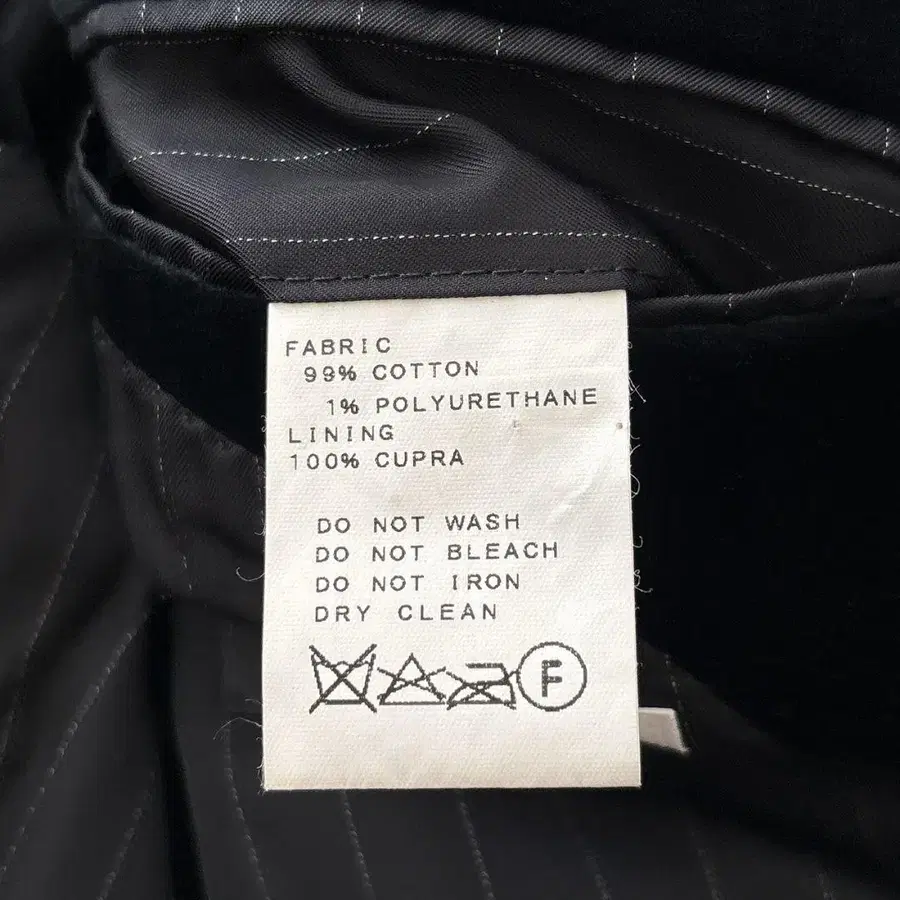 FABRIC
99% COTTON
1% POLYURETHANE
LINING
100% CUPRA
DO NOT WASH
DO NOT BLEACH
DO NOT IRON
DRY CLEAN
F